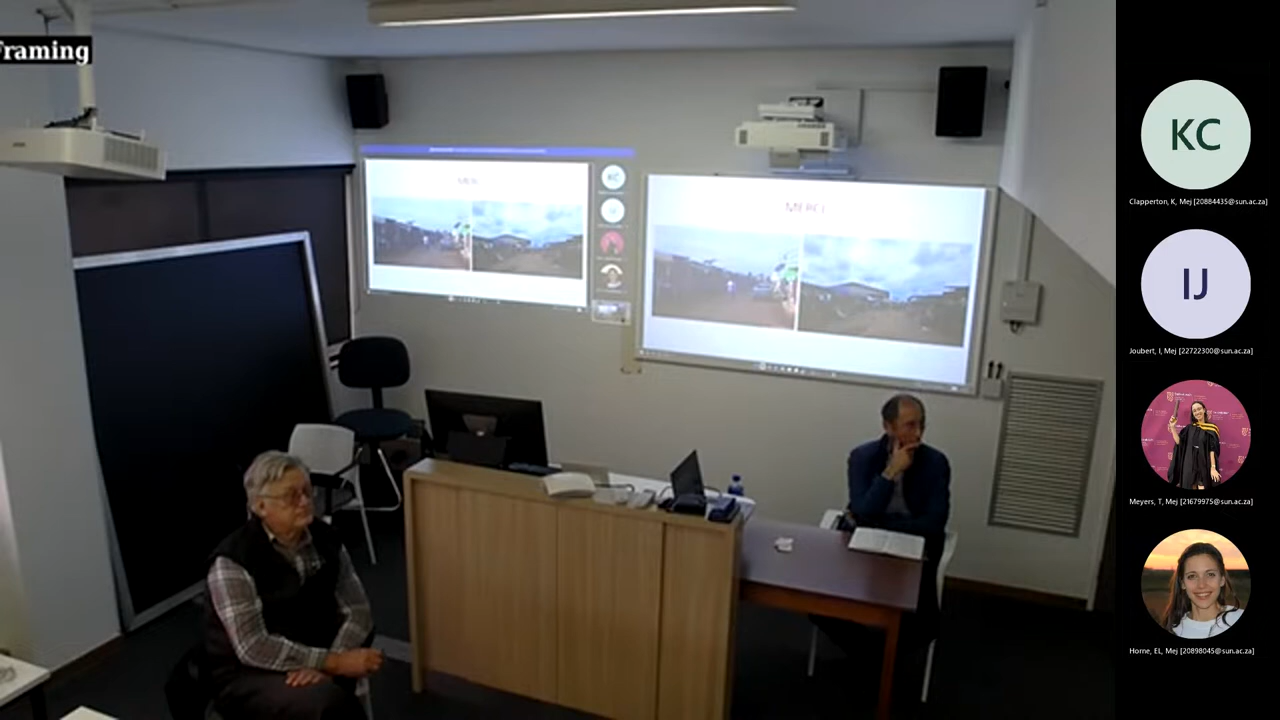 Framing
MERCI
KC
Clapperton, K, Mej [20884435@sun.ac.za]
IJ
Joubert, I, Mej [22722300@sun.ac.za]
Meyers, T, Mej [21679975@sun.ac.za]
Horne, EL, Mej [20898045@sun.ac.za]